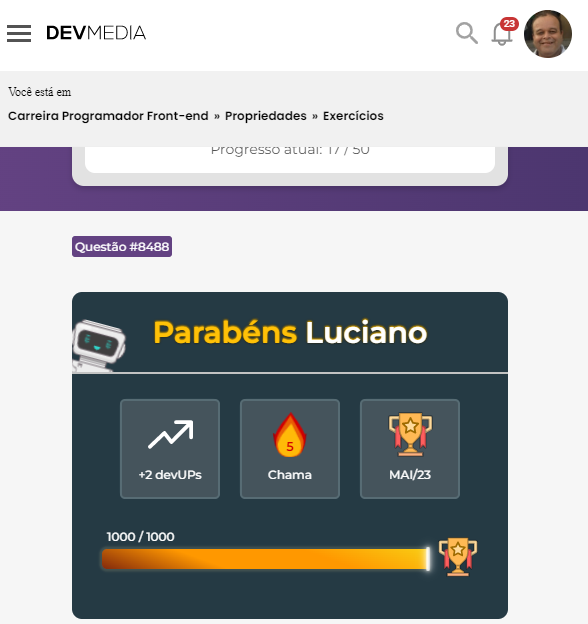 DEVMEDIA
23
Você está em
Carreira Programador Front-end » Propriedades » Exercícios
Progresso atual: 17 / 50
Questão #8488
Parabéns Luciano
5
+2 devUPs
Chama
MAI/23
1000 / 1000